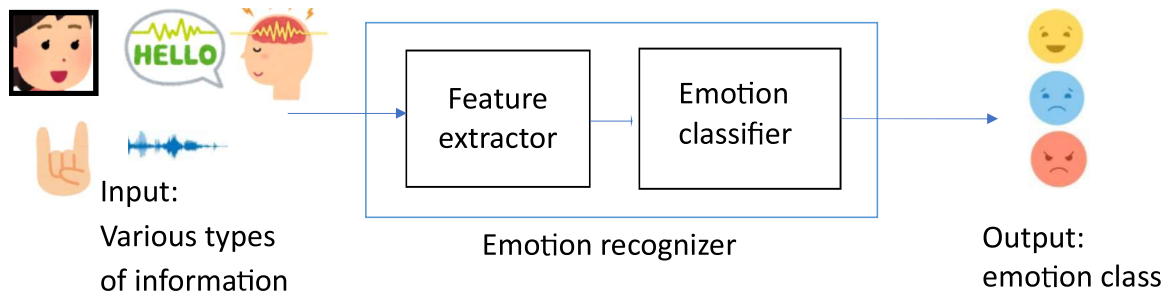 HELLO
Feature
extractor
Emotion
classifier
Input:
Various types
of information
Emotion recognizer
Output:
emotion class